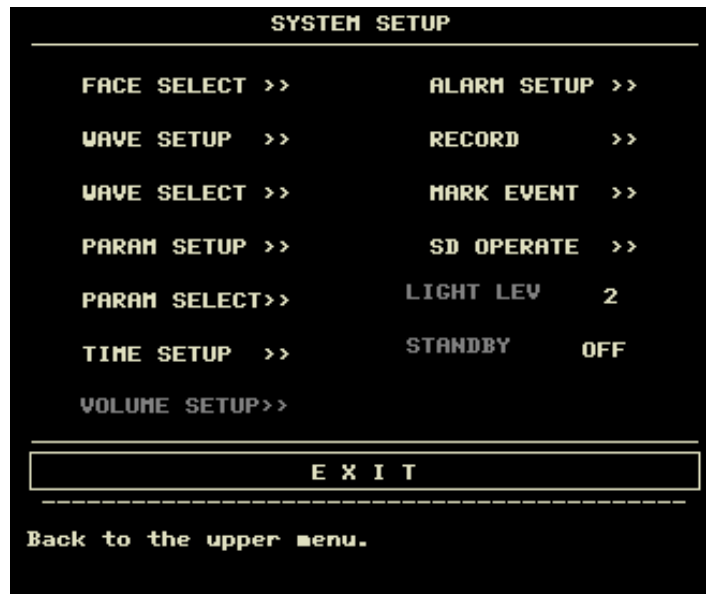 SYSTEM SETUP
FACE SELECT >> ALARM SETUP >>
WAVE SETUP >> RECORD >>
WAVE SELECT >> MARK EVENT >>
PARAM SETUP >> SD OPERATE >>
PARAM SELECT>> LIGHT LEV 2
TIME SETUP >> STANDBY OFF
VOLUME SETUP>>
E X I T
Back to the upper menu.